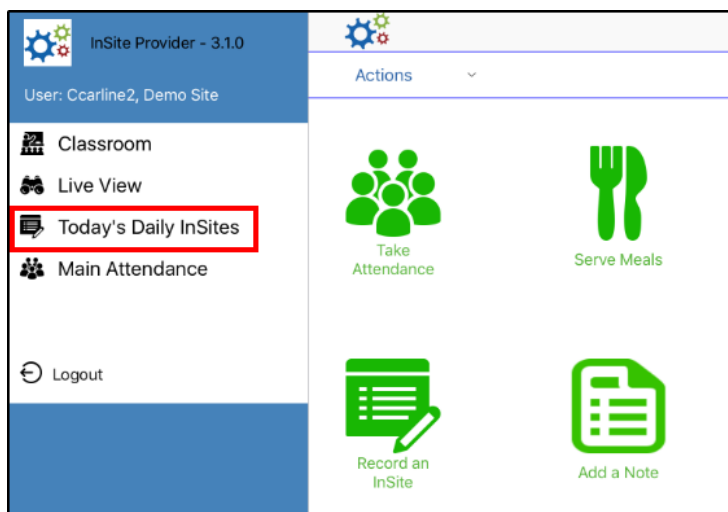 InSite Provider - 3.1.0
User: Ccarline2, Demo Site
Classroom
Live View
Today's Daily InSites
Main Attendance
Logout
Actions
Take
Attendance
Serve Meals
Record an
InSite
Add a Note